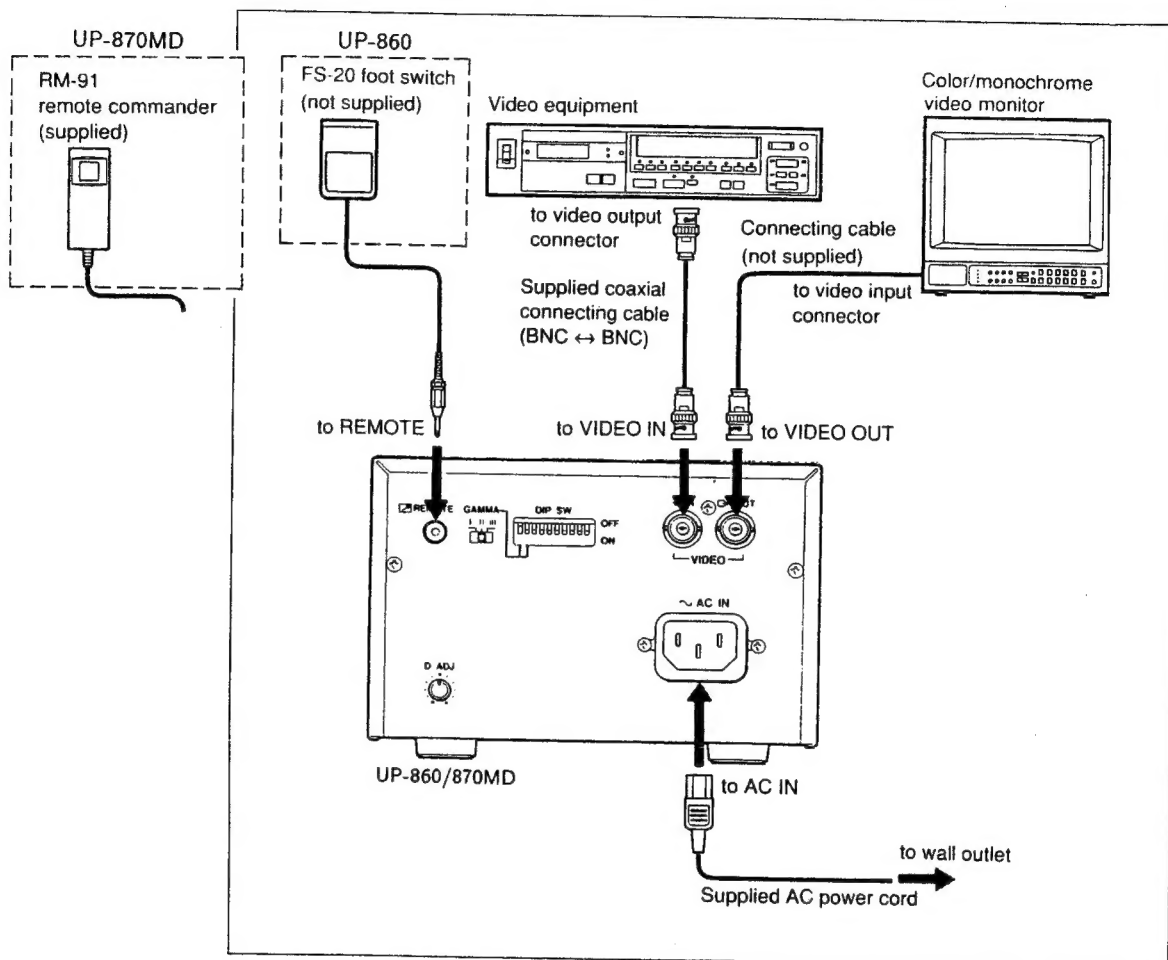 UP-870MD
RM-91
remote commander
(supplied)
UP-860
FS-20 foot switch
(not supplied)
Video equipment
Color/monochrome
video monitor
to video output
connector
Connecting cable
(not supplied)
Supplied coaxial
connecting cable
(BNC ↔ BNC)
to video input
connector
to REMOTE
to VIDEO IN
to VIDEO OUT
GAMMA
I II III
DIP SW
OFF
ON
VIDEO
~ AC IN
D ADJ
UP-860/870MD
to AC IN
to wall outlet
Supplied AC power cord